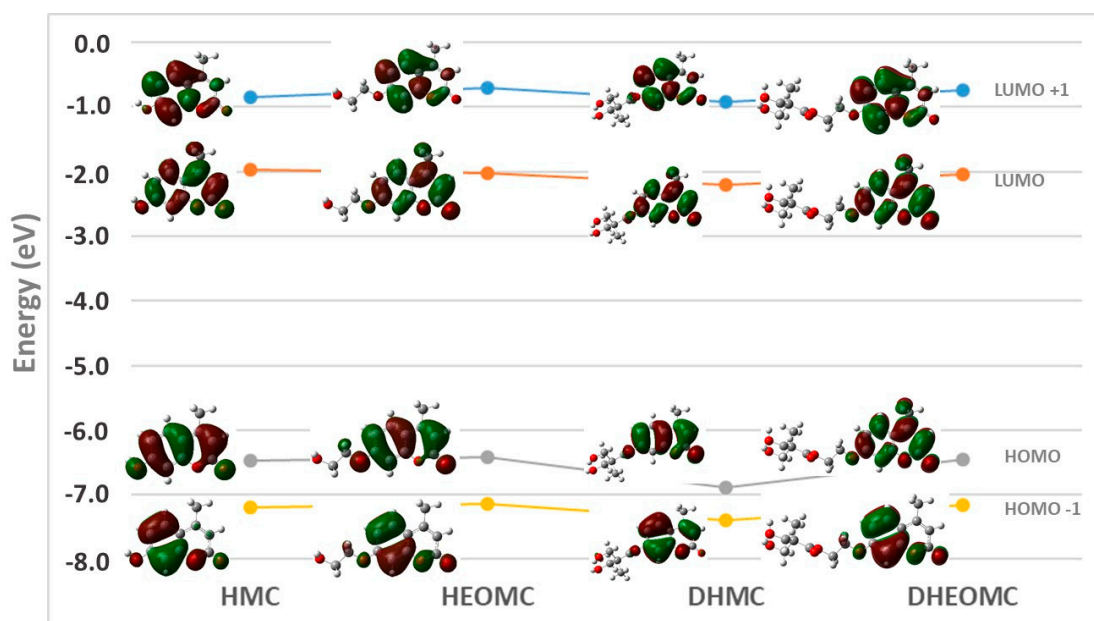 Energy (eV)
0.0
-1.0
-2.0
-3.0
-4.0
-5.0
-6.0
-7.0
-8.0
LUMO +1
LUMO
HOMO
HOMO -1
HMC
HEOMC
DHMC
DHEOMC